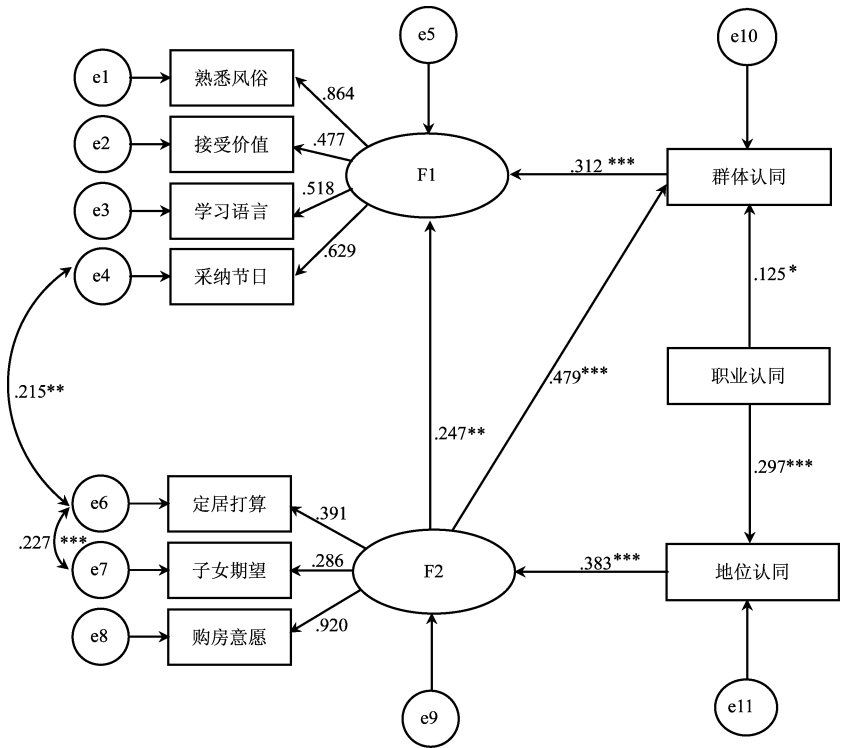 e5
e10
e1
熟悉风俗
.864
e2
接受价值
.477
F1
.312 ***
群体认同
e3
学习语言
.518
e4
采纳节日
.629
.125 *
职业认同
.215**
.479***
.247**
.297***
e6
定居打算
.391
.227 ***
e7
子女期望
.286
F2
.383***
地位认同
e8
购房意愿
.920
e9
e11